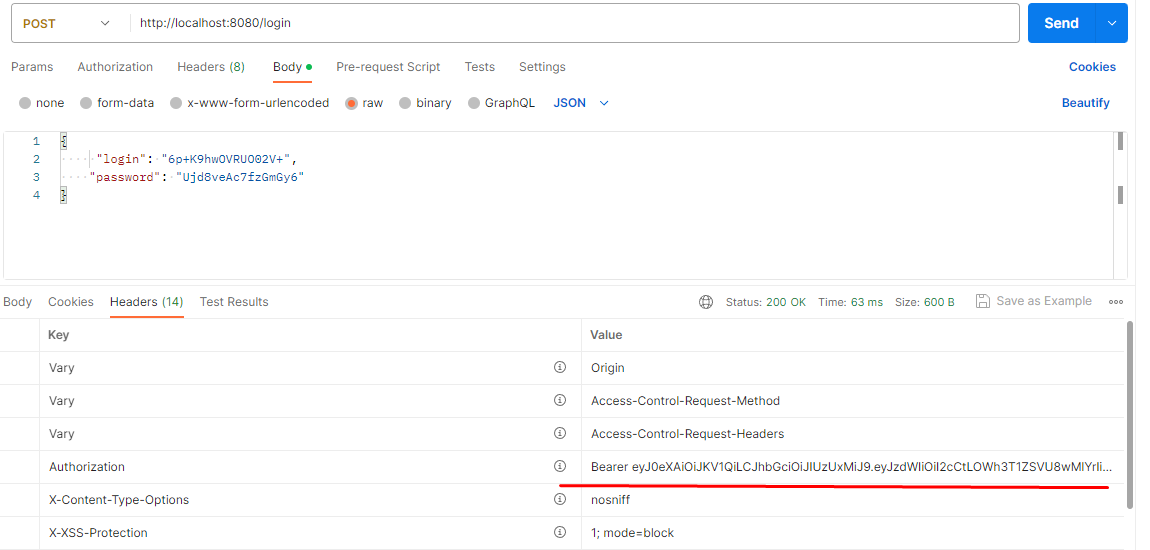 POST http://localhost:8080/login Send
Params Authorization Headers (8) Body Pre-request Script Tests Settings Cookies
none form-data x-www-form-urlencoded raw binary GraphQL JSON Beautify
1 {
2 "login": "6p+K9hwOVRUO02V+",
3 "password": "Ujd8veAc7fzGmGy6"
4 }
Body Cookies Headers (14) Test Results Status: 200 OK Time: 63 ms Size: 600 B Save as Example
Key Value
Vary Origin
Vary Access-Control-Request-Method
Vary Access-Control-Request-Headers
Authorization Bearer eyJ0eXAiOiJKV1QiLCJhbGciOiJIUzUxMiJ9.eyJzdWIiOiI2cCtLOWh3T1ZSVU8wMlYrIi...
X-Content-Type-Options nosniff
X-XSS-Protection 1; mode=block